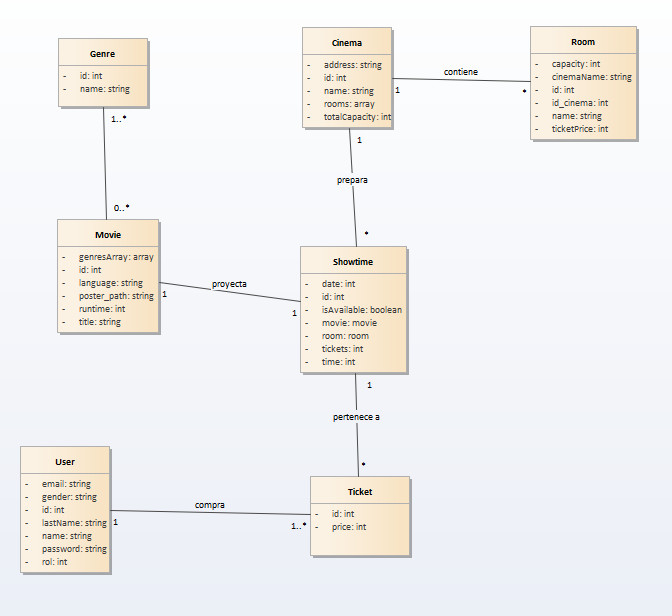 Genre
- id: int
- name: string
1..*
0..*
Cinema
- address: string
- id: int
- name: string
- rooms: array
- totalCapacity: int
1
contiene
*
Room
- capacity: int
- cinemaName: string
- id: int
- id_cinema: int
- name: string
- ticketPrice: int
1
prepara
*
Movie
- genresArray: array
- id: int
- language: string
- poster_path: string
- runtime: int
- title: string
1
proyecta
1
Showtime
- date: int
- id: int
- isAvailable: boolean
- movie: movie
- room: room
- tickets: int
- time: int
1
pertenece a
*
User
- email: string
- gender: string
- id: int
- lastName: string
- name: string
- password: string
- rol: int
1
compra
1..*
Ticket
- id: int
- price: int